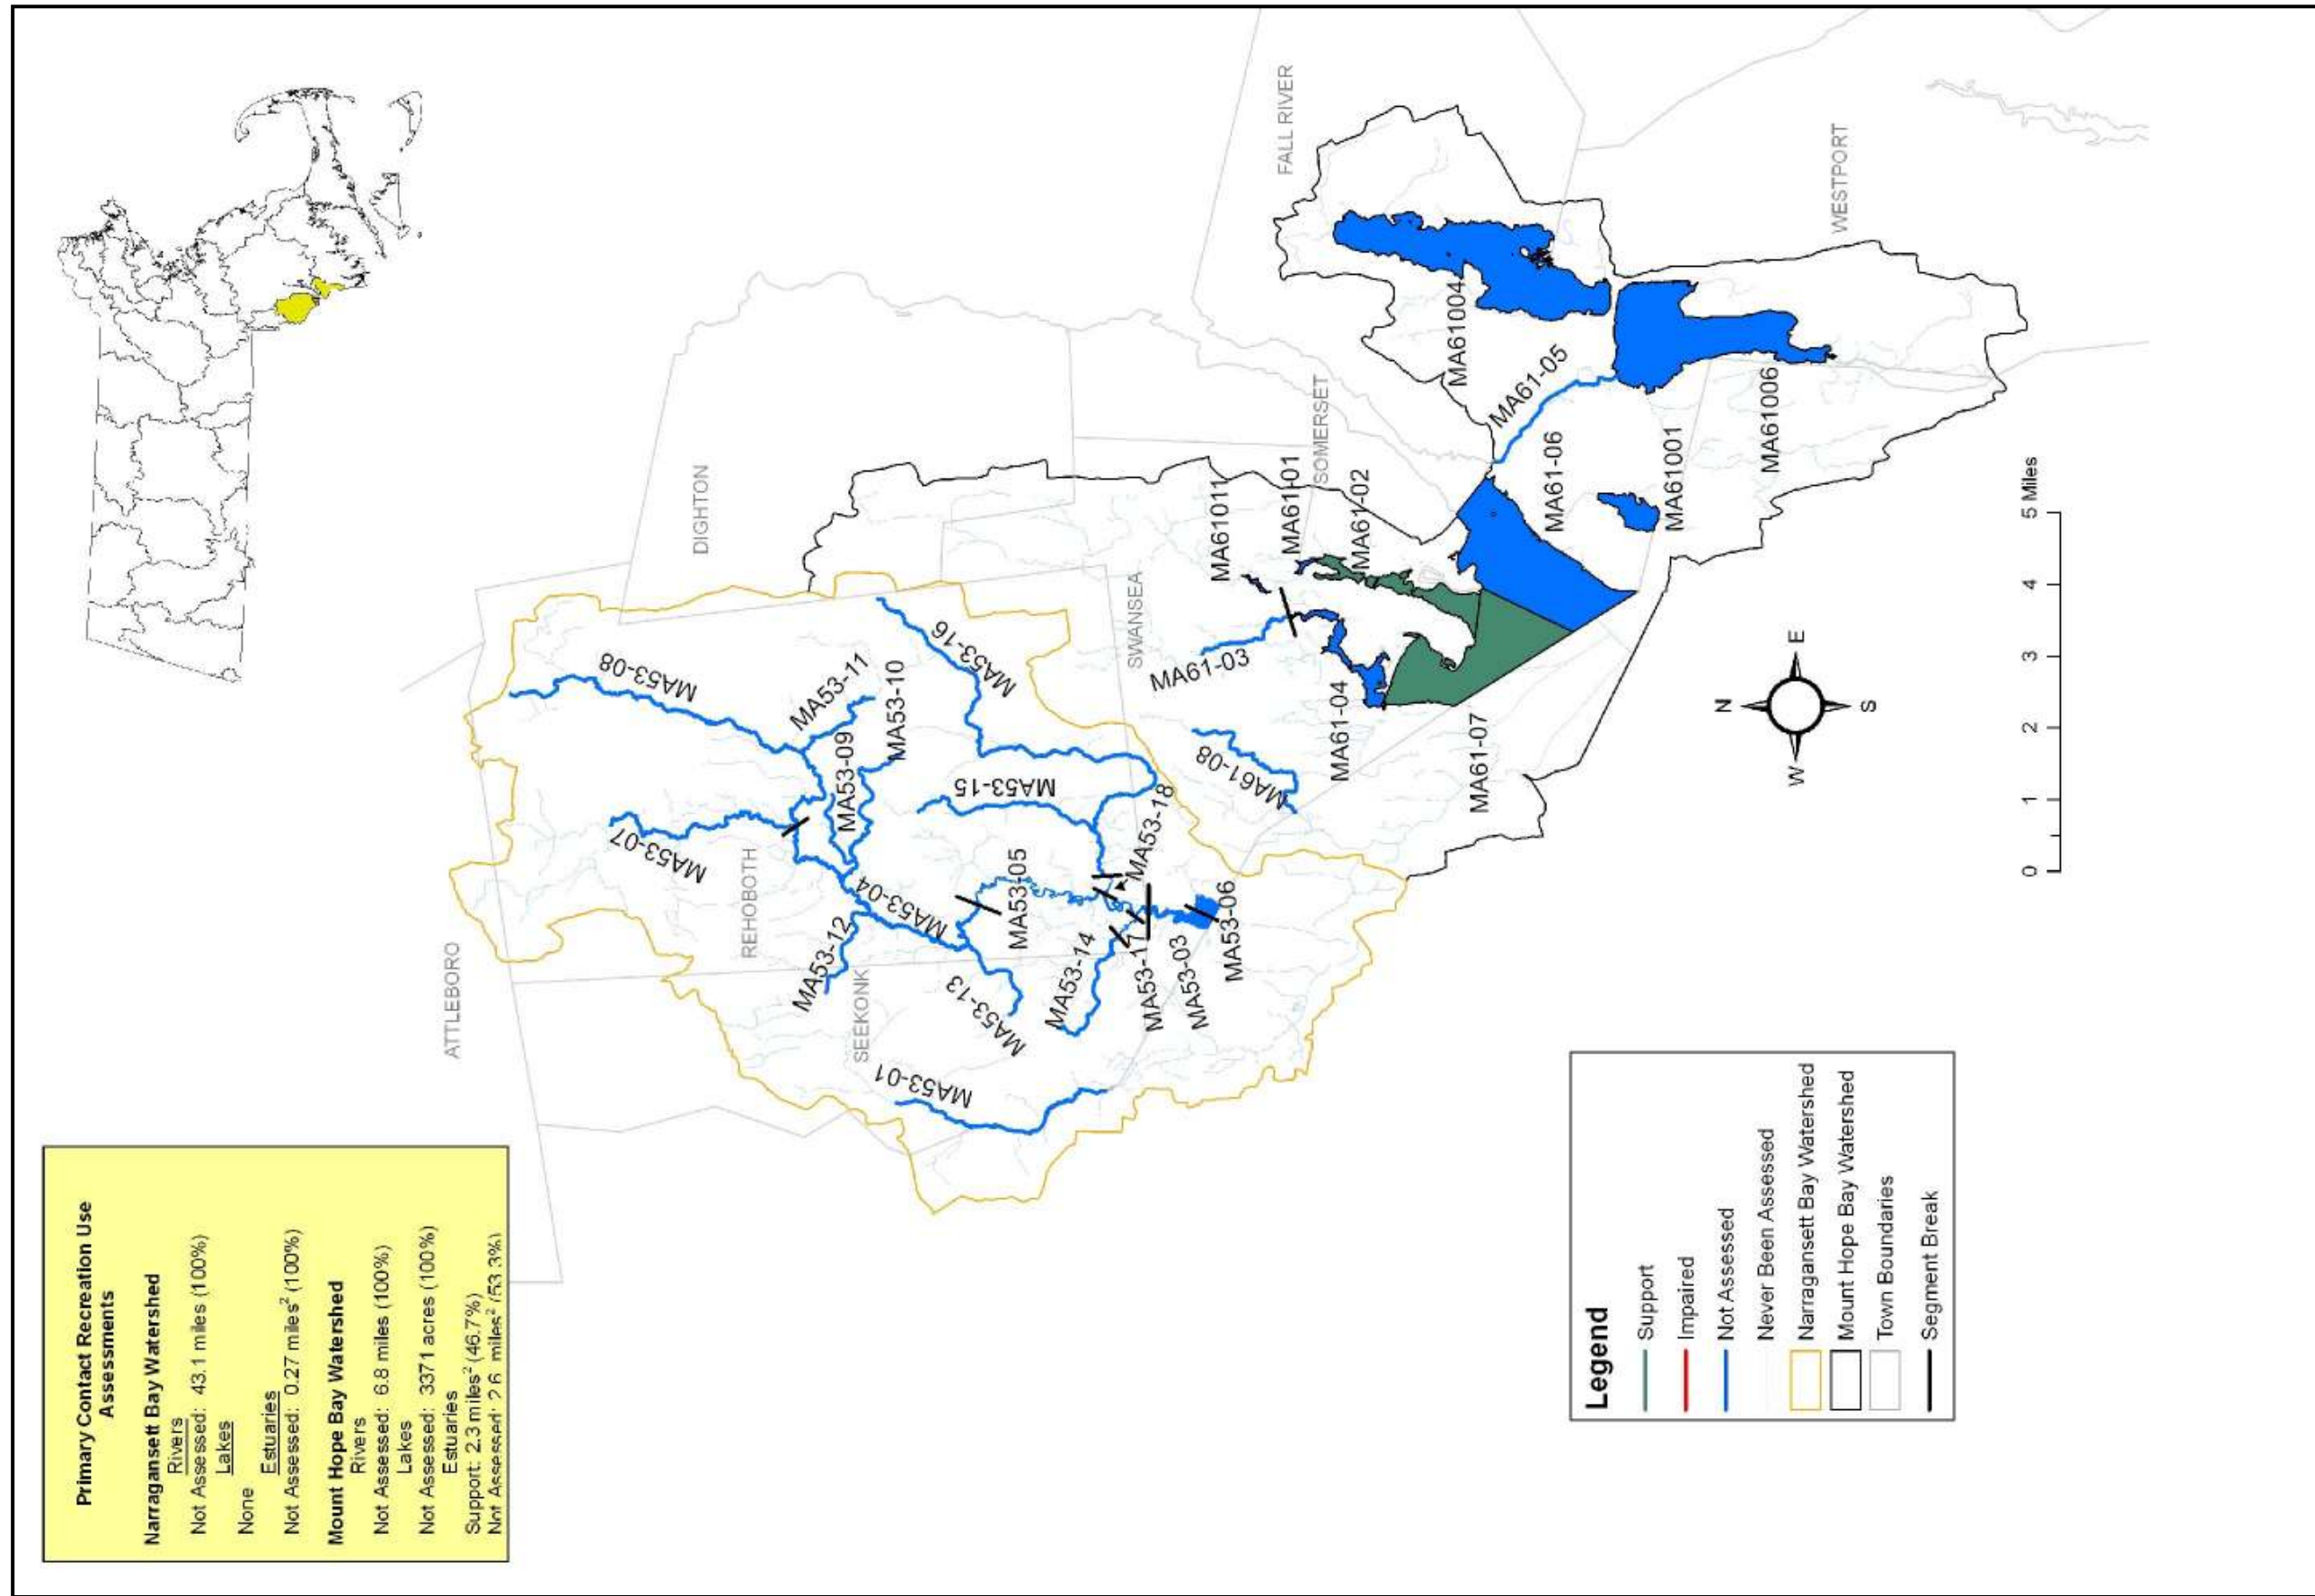 Primary Contact Recreation Use
Assessments
Narragansett Bay Watershed
Rivers
Not Assessed: 43.1 miles (100%)
Lakes
None
Estuaries
Not Assessed: 0.27 miles² (100%)
Mount Hope Bay Watershed
Rivers
Not Assessed: 6.8 miles (100%)
Lakes
Not Assessed: 3371 acres (100%)
Estuaries
Support: 2.3 miles² (46.7%)
Not Assessed: 2.6 miles² (53.3%)
ATTLEBORO
REHOBOTH
SEEKONK
DIGHTON
SWANSEA
SOMERSET
FALL RIVER
WESTPORT
MA53-08
MA53-07
MA53-11
MA53-10
MA53-09
MA53-16
MA53-12
MA53-04
MA53-15
MA53-05
MA53-13
MA53-01
MA53-14
MA53-18
MA53-03
MA53-06
MA61-03
MA61-08
MA61-04
MA61-07
MA61011
MA61-01
MA61-02
MA61-06
MA61001
MA61-05
MA61004
MA61006
N
W
E
S
0
1
2
3
4
5 Miles
Legend
Support
Impaired
Not Assessed
Never Been Assessed
Narragansett Bay Watershed
Mount Hope Bay Watershed
Town Boundaries
Segment Break